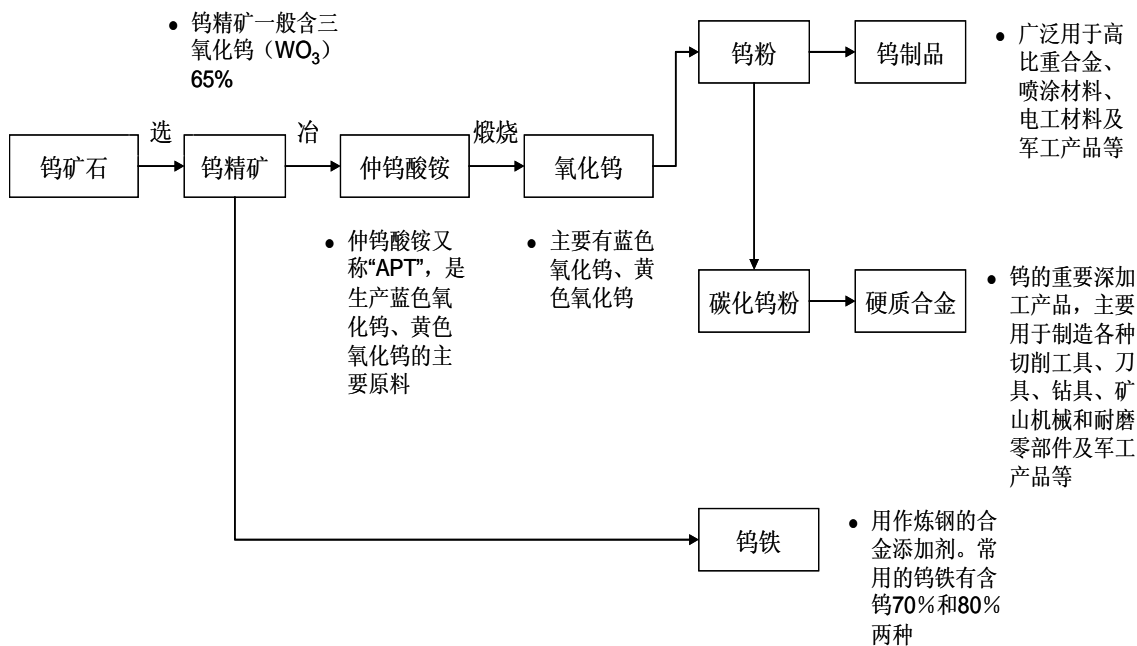 ● 钨精矿一般含三
氧化钨（WO3）
65%
钨矿石
选
钨精矿
冶
仲钨酸铵
煅烧
氧化钨
钨粉
钨制品
● 广泛用于高
比重合金、
喷涂材料、
电工材料及
军工产品等
● 仲钨酸铵又
称“APT”，是
生产蓝色氧
化钨、黄色
氧化钨的主
要原料
● 主要有蓝色
氧化钨、黄
色氧化钨
碳化钨粉
硬质合金
● 钨的重要深加
工产品，主要
用于制造各种
切削工具、刀
具、钻具、矿
山机械和耐磨
零部件及军工
产品等
钨铁
● 用作炼钢的合
金添加剂。常
用的钨铁有含
钨70%和80%
两种